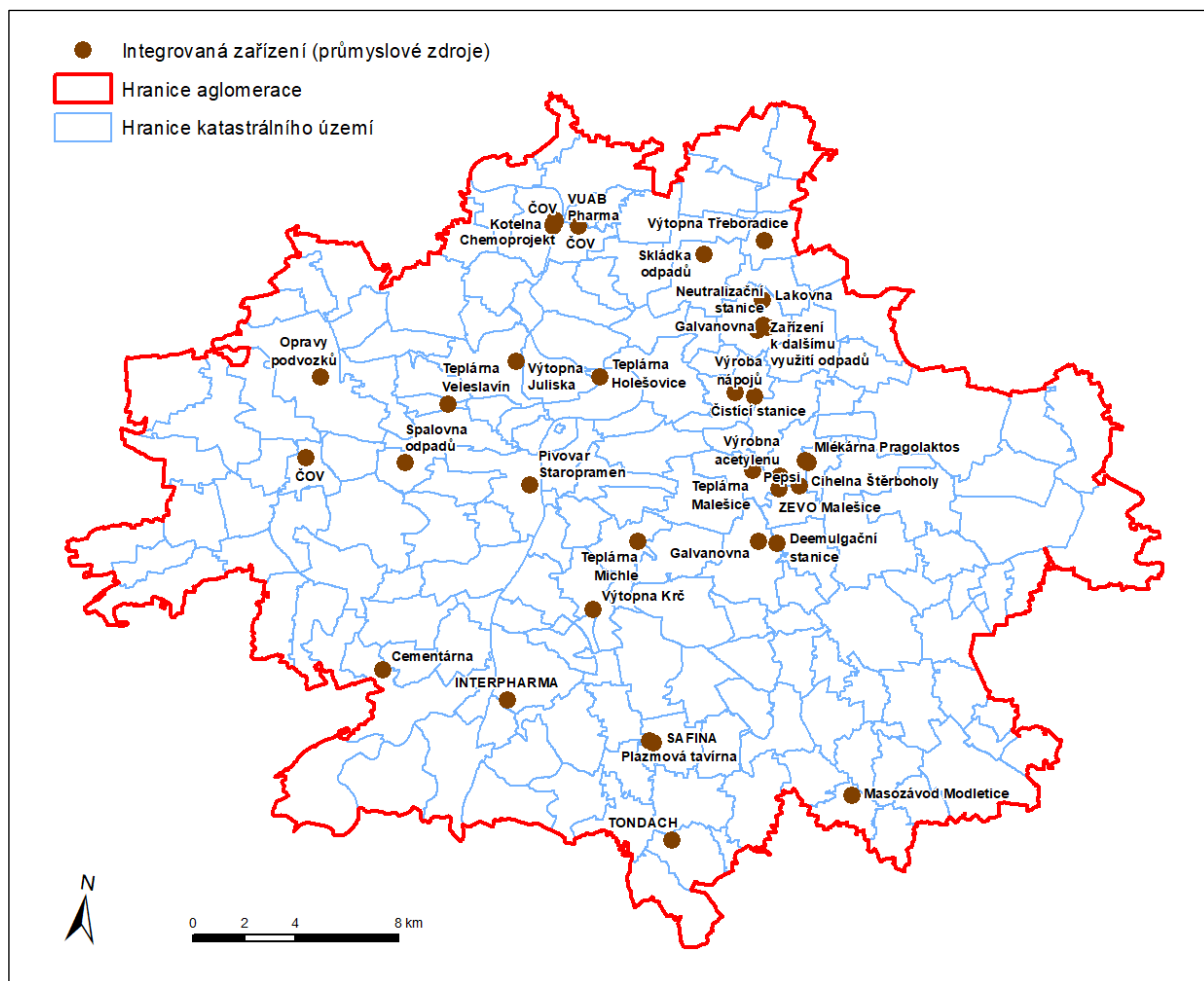 Integrovaná zařízení (průmyslové zdroje)
Hranice aglomerace
Hranice katastrálního území
ČOV
VUAB
Pharma
Kotelna
Chemoprojekt
ČOV
Výtopna Třeboradice
Skládka
odpadů
Neutralizační
stanice
Lakovna
Galvanovna
Zařízení
k dalšímu
využití odpadů
Opravy
podvozků
Teplárna
Veleslavín
Výtopna
Juliska
Teplárna
Holešovice
Výroba
nápojů
Čistící stanice
Spalovna
odpadů
ČOV
Pivovar
Staropramen
Výrobna
acetylenu
Mlékárna Pragolaktos
Pepsi
Cihelna Štěrboholy
Teplárna
Malešice
ZEVO Malešice
Teplárna
Michle
Galvanovna
Deemulgační
stanice
Výtopna Krč
Cementárna
INTERPHARMA
SAFINA
Plazmová tavírna
Masozávod Modletice
TONDACH
N
0 2 4 8 km